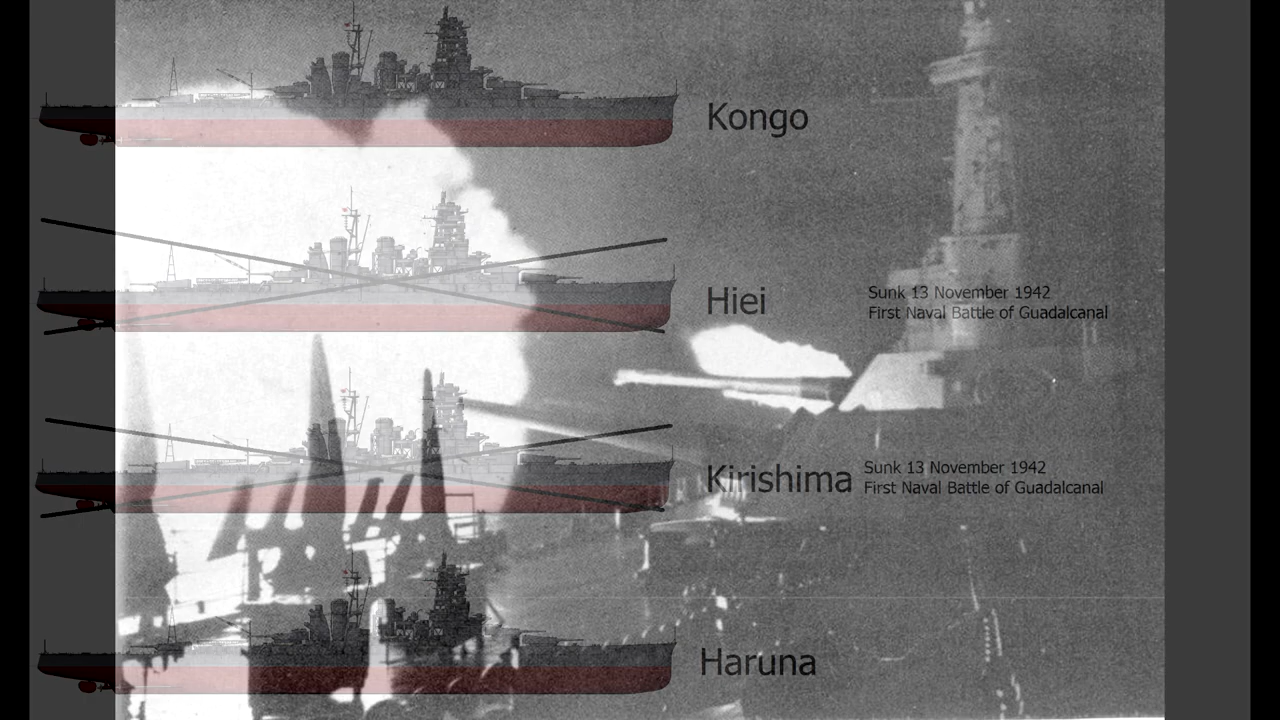 Kongo
Hiei
Sunk 13 November 1942
First Naval Battle of Guadalcanal
Kirishima
Sunk 13 November 1942
First Naval Battle of Guadalcanal
Haruna